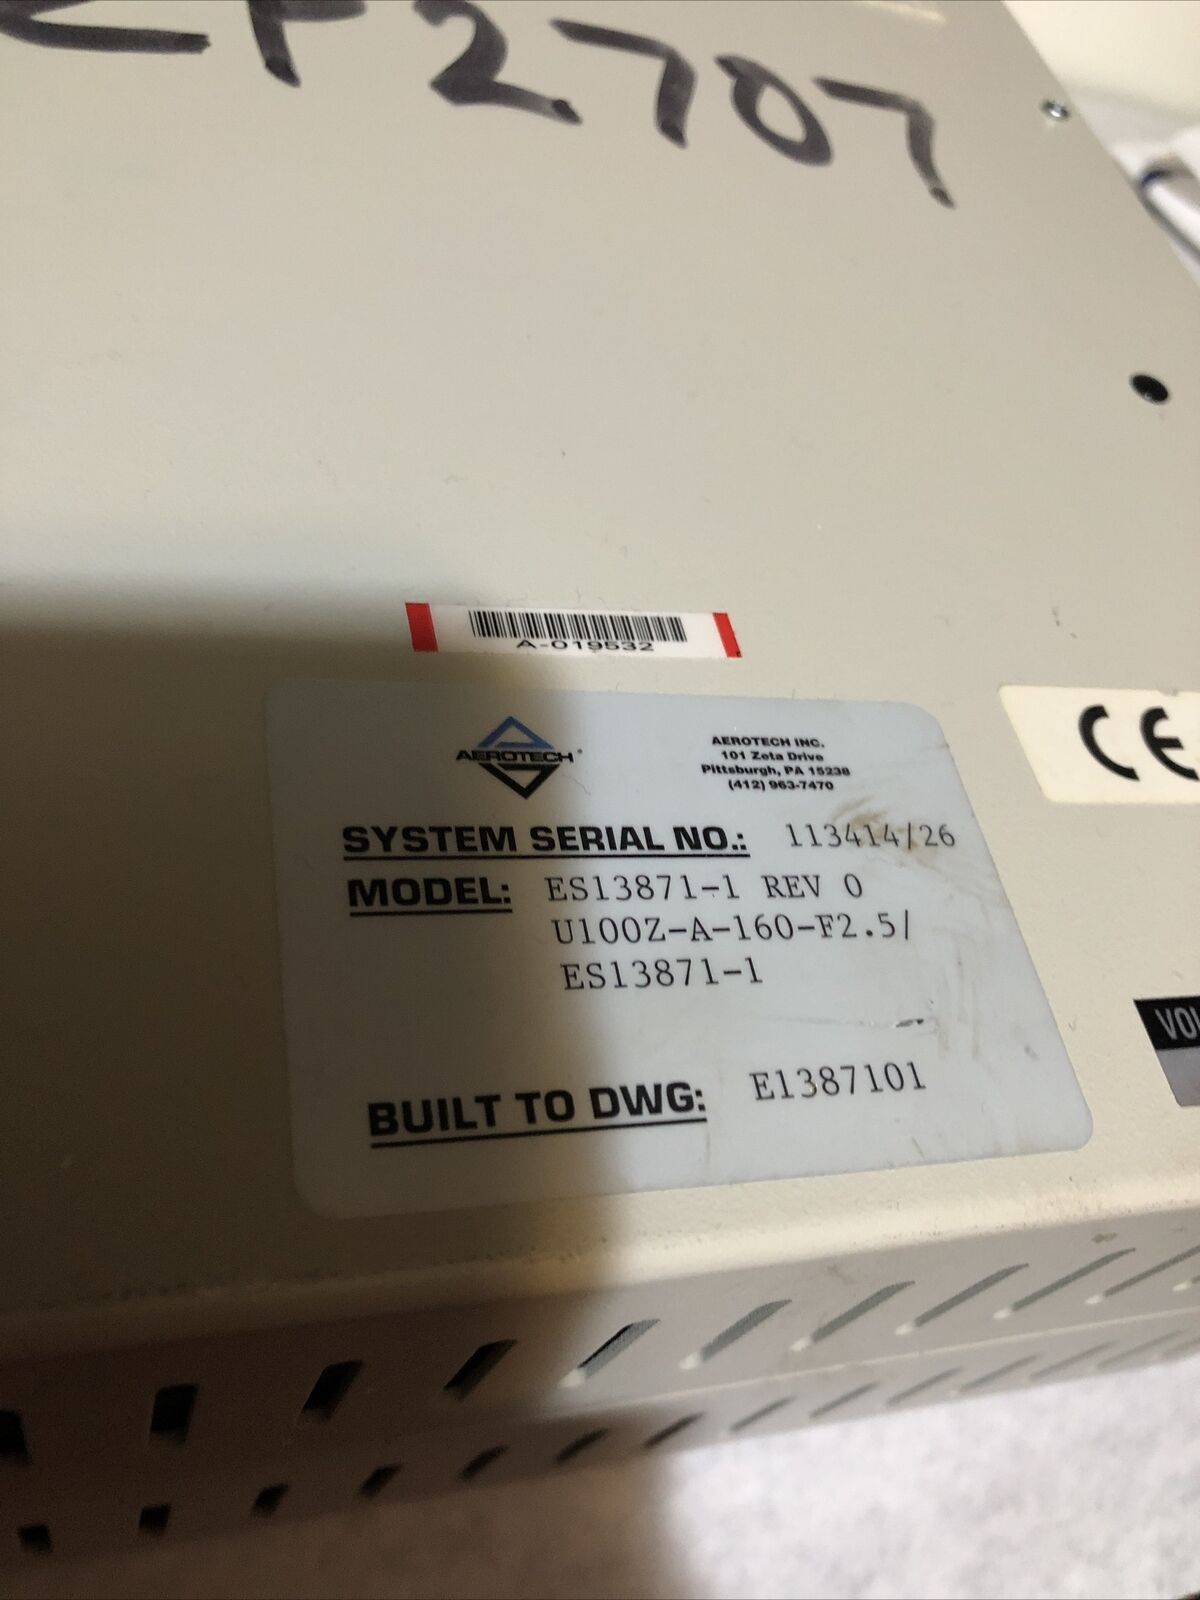 P2707
A-019532
AEROTECH
AEROTECH INC.
101 Zeta Drive
Pittsburgh, PA 15238
(412) 963-7470
CE
SYSTEM SERIAL NO.: 113414/26
MODEL: ES13871-1 REV 0
U100Z-A-160-F2.5/
ES13871-1
BUILT TO DWG: E1387101